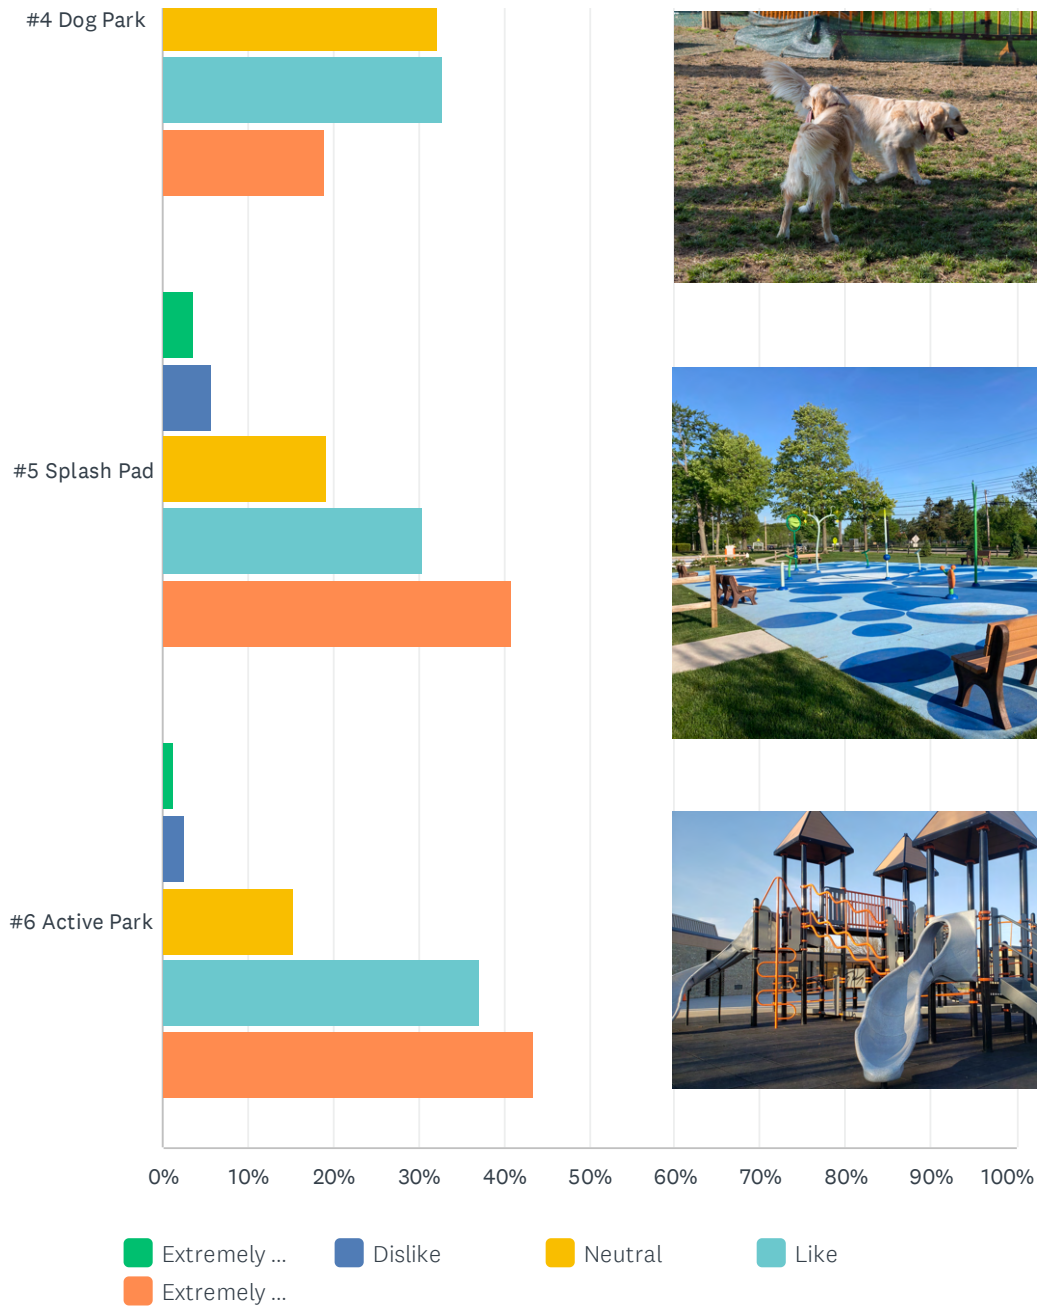 #4 Dog Park
#5 Splash Pad
#6 Active Park
0% 10% 20% 30% 40% 50% 60% 70% 80% 90% 100%
Extremely ... Dislike Neutral Like
Extremely ...